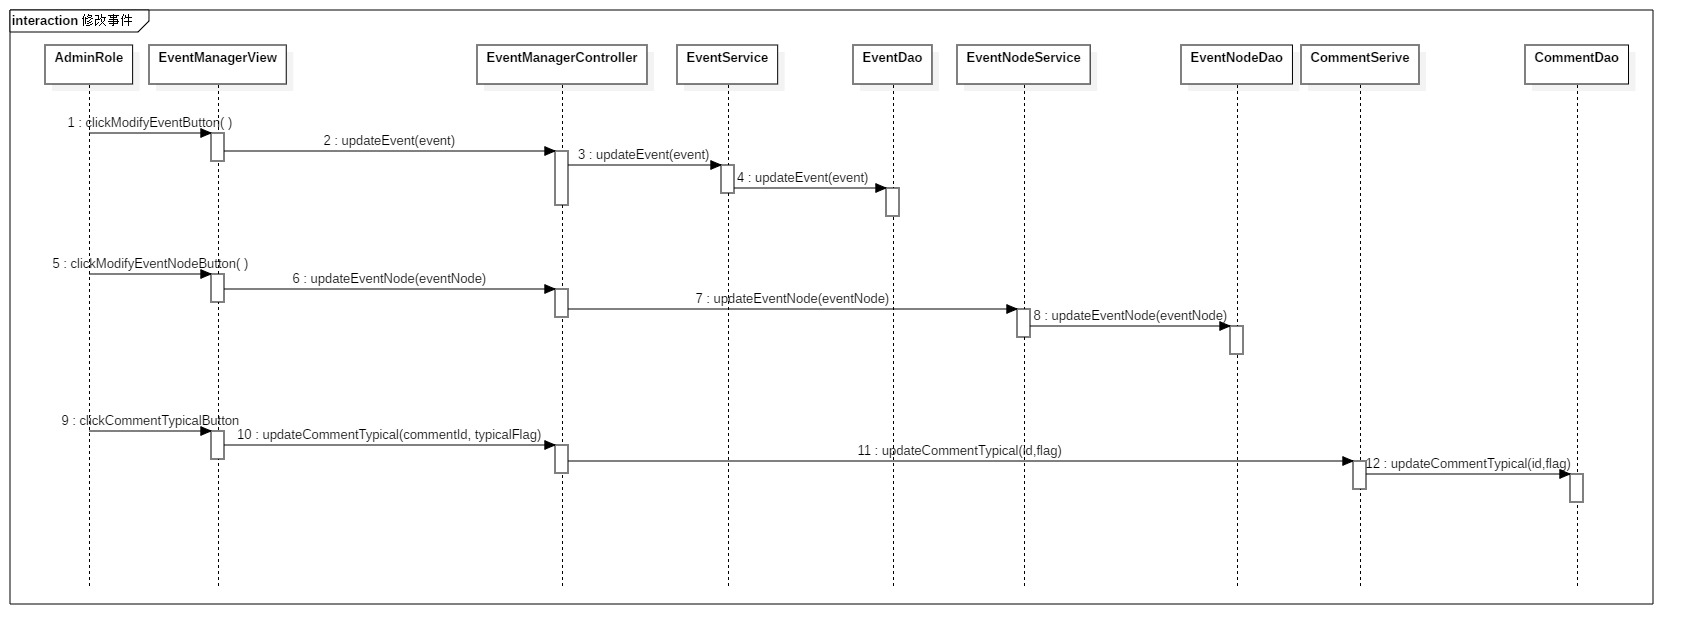 interaction 修改事件
AdminRole
EventManagerView
EventManagerController
EventService
EventDao
EventNodeService
EventNodeDao
CommentSerive
CommentDao
1 : clickModifyEventButton( )
2 : updateEvent(event)
3 : updateEvent(event)
4 : updateEvent(event)
5 : clickModifyEventNodeButton( )
6 : updateEventNode(eventNode)
7 : updateEventNode(eventNode)
8 : updateEventNode(eventNode)
9 : clickCommentTypicalButton
10 : updateCommentTypical(commentId, typicalFlag)
11 : updateCommentTypical(id,flag)
12 : updateCommentTypical(id,flag)